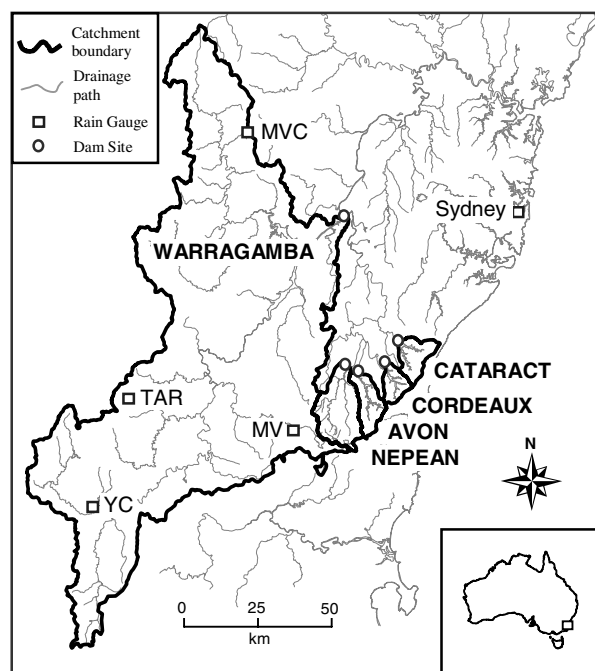 Catchment
boundary
Drainage
path
Rain Gauge
Dam Site
MVC
Sydney
WARRAGAMBA
CATARACT
TAR
CORDEAUX
MV
AVON
N
NEPEAN
YC
0 25 50
km